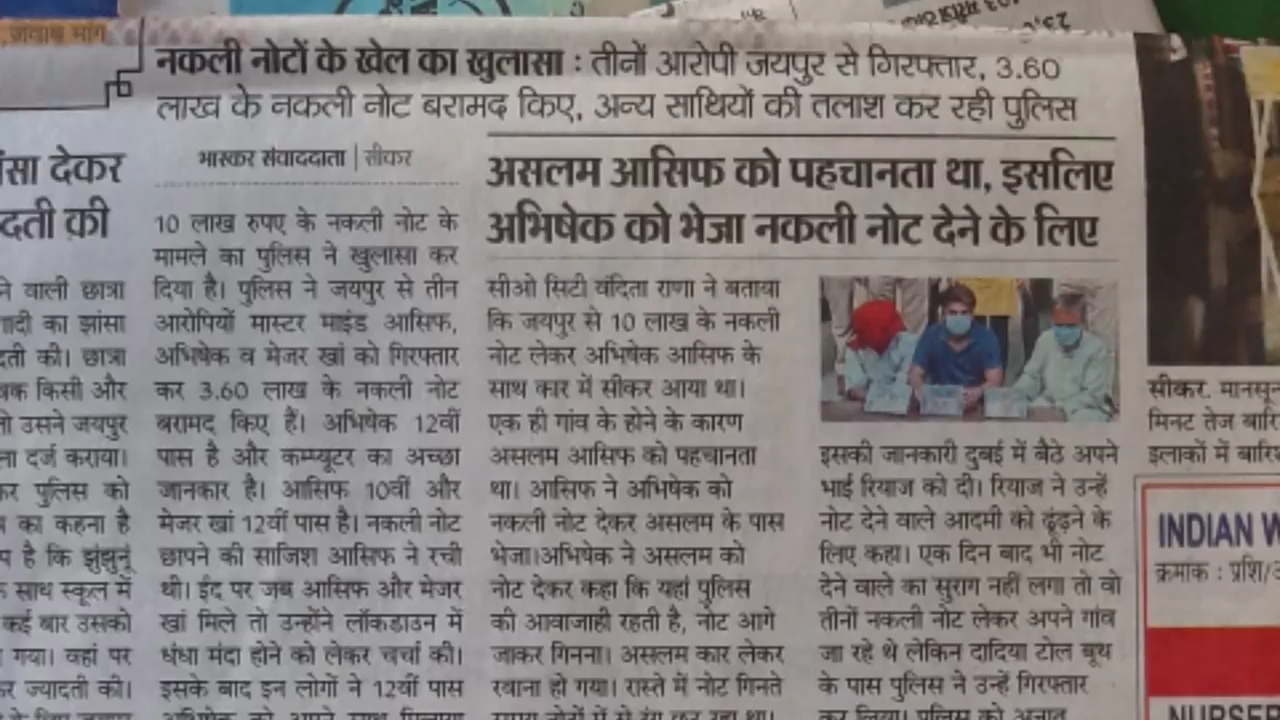 जवाब मांग
नकली नोटों के खेल का खुलासा : तीनों आरोपी जयपुर से गिरफ्तार, 3.60
लाख के नकली नोट बरामद किए, अन्य साथियों की तलाश कर रही पुलिस
ंसा देकर
दती की
ने वाली छात्रा
ादी का झांसा
दती की। छात्रा
बक किसी और
तो उसने जयपुर
ला दर्ज कराया।
कर पुलिस को
का कहना है
प है कि झुंझुनूं
साथ स्कूल में
कई बार उसको
गया। वहां पर
र ज्यादती की।
भास्कर संवाददाता | सीकर
10 लाख रुपए के नकली नोट के
मामले का पुलिस ने खुलासा कर
दिया है। पुलिस ने जयपुर से तीन
आरोपियों मास्टर माइंड आसिफ,
अभिषेक व मेजर खां को गिरफ्तार
कर 3.60 लाख के नकली नोट
बरामद किए हैं। अभिषेक 12वीं
पास है और कम्प्यूटर का अच्छा
जानकार है। आसिफ 10वीं और
मेजर खां 12वीं पास है। नकली नोट
छापने की साजिश आसिफ ने रची
थी। ईद पर जब आसिफ और मेजर
खां मिले तो उन्होंने लॉकडाउन में
धंधा मंदा होने को लेकर चर्चा की।
इसके बाद इन लोगों ने 12वीं पास
असलम आसिफ को पहचानता था, इसलिए
अभिषेक को भेजा नकली नोट देने के लिए
सीओ सिटी वंदिता राणा ने बताया
कि जयपुर से 10 लाख के नकली
नोट लेकर अभिषेक आसिफ के
साथ कार में सीकर आया था।
एक ही गांव के होने के कारण
असलम आसिफ को पहचानता
था। आसिफ ने अभिषेक को
नकली नोट देकर असलम के पास
भेजा।अभिषेक ने असलम को
नोट देकर कहा कि यहां पुलिस
की आवाजाही रहती है, नोट आगे
जाकर गिनना। असलम कार लेकर
रवाना हो गया। रास्ते में नोट गिनते
इसकी जानकारी दुबई में बैठे अपने
भाई रियाज को दी। रियाज ने उन्हें
नोट देने वाले आदमी को ढूंढ़ने के
लिए कहा। एक दिन बाद भी नोट
देने वाले का सुराग नहीं लगा तो वो
तीनों नकली नोट लेकर अपने गांव
जा रहे थे लेकिन दादिया टोल बूथ
के पास पुलिस ने उन्हें गिरफ्तार
सीकर. मानसून
मिनट तेज बारि
इलाकों में बारिश
INDIAN W
क्रमांक : प्रशि/
NURSER